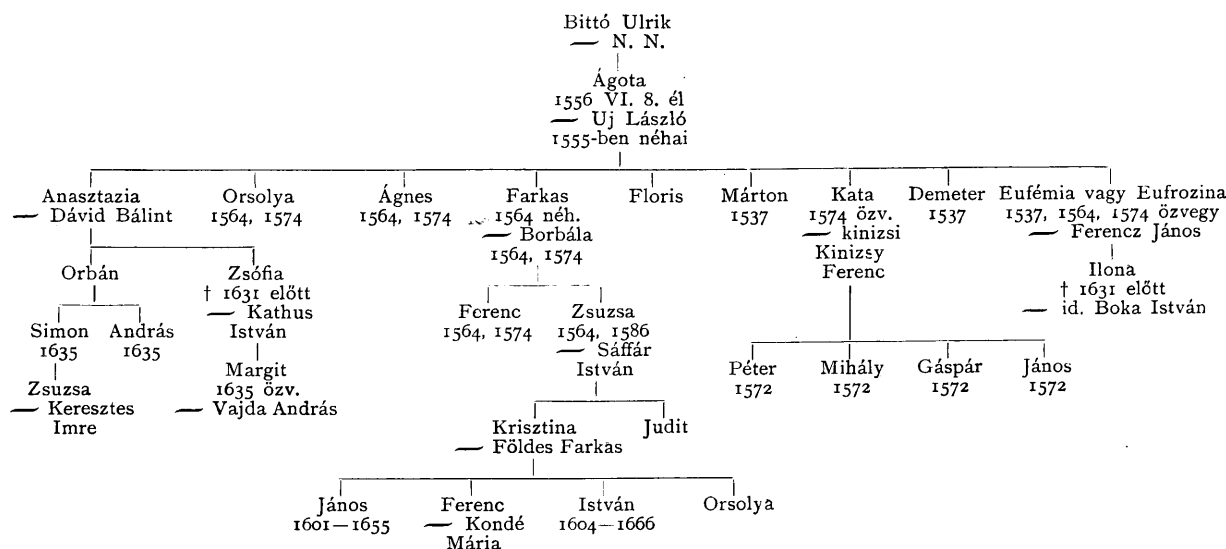 Bittó Ulrik
— N. N.
Ágota
1556 VI. 8. él
— Uj László
1555-ben néhai
Anasztazia
— Dávid Bálint
Orsolya
1564, 1574
Ágnes
1564, 1574
Farkas
1564 néh.
— Borbála
1564, 1574
Floris
Márton
1537
Kata
1574 özv.
— kinizsi
Kinizsy
Ferenc
Demeter
1537
Eufémia vagy Eufrozina
1537, 1564, 1574 özvegy
— Ferencz János
Orbán
Zsófia
† 1631 előtt
— Kathus
István
Ferenc
1564, 1574
Zsuzsa
1564, 1586
— Sáffár
István
Ilona
† 1631 előtt
— id. Boka István
Simon
1635
András
1635
Margit
1635 özv.
— Vajda András
Péter
1572
Mihály
1572
Gáspár
1572
János
1572
Zsuzsa
— Keresztes
Imre
Krisztina
— Földes Farkas
Judit
János
1601—1655
Ferenc
— Kondé
Mária
István
1604—1666
Orsolya